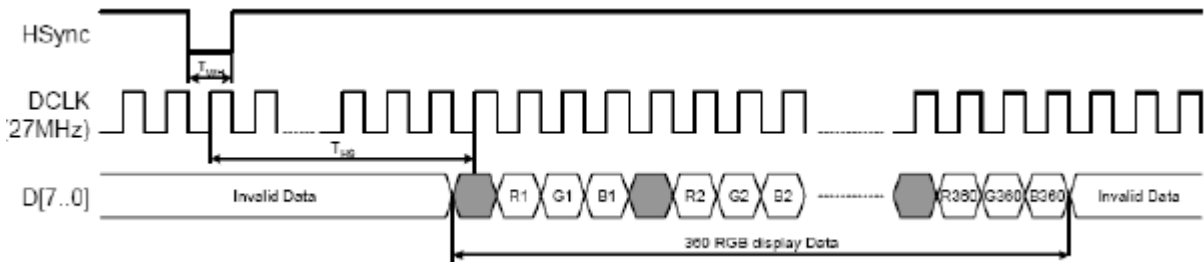 HSync
T
DCLK
(27MHz)
T
D[7..0]
Invalid Data
R1
G1
B1
R2
G2
B2
R360
G360
B360
Invalid Data
360 RGB display Data